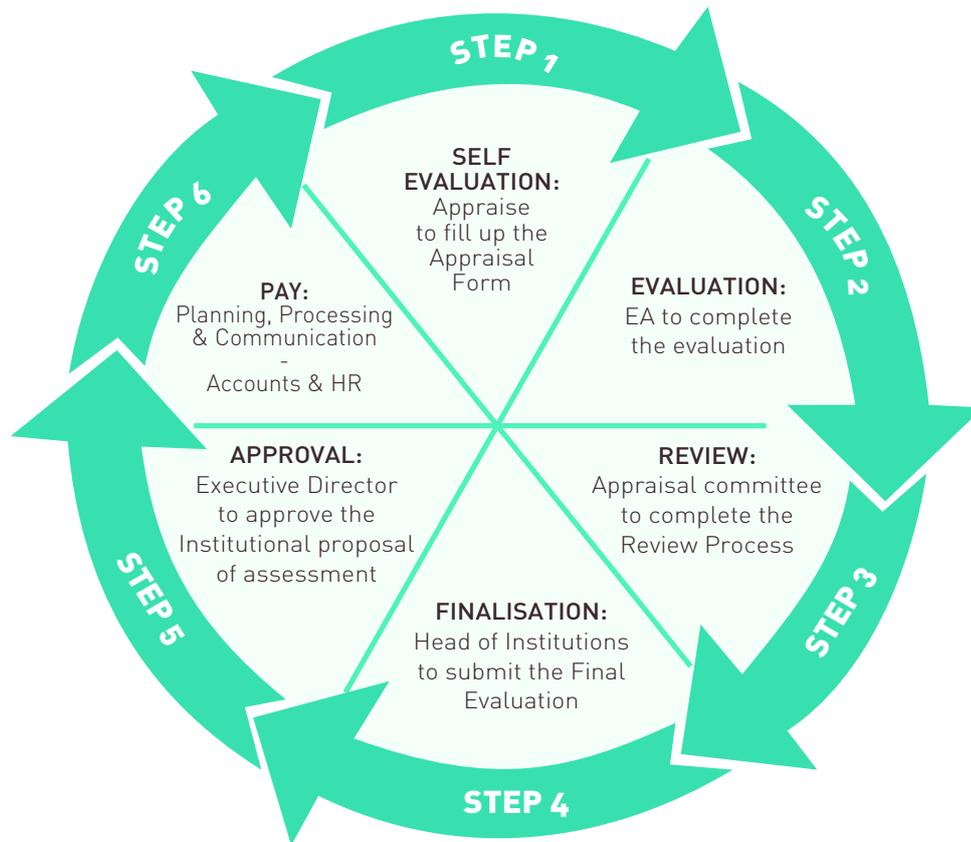 STEP 1
SELF
EVALUATION:
Appraise
to fill up the
Appraisal
Form
STEP 2
EVALUATION:
EA to complete
the evaluation
STEP 3
REVIEW:
Appraisal committee
to complete the
Review Process
STEP 4
FINALISATION:
Head of Institutions
to submit the Final
Evaluation
STEP 5
APPROVAL:
Executive Director
to approve the
Institutional proposal
of assessment
STEP 6
PAY:
Planning, Processing
& Communication
-
Accounts & HR